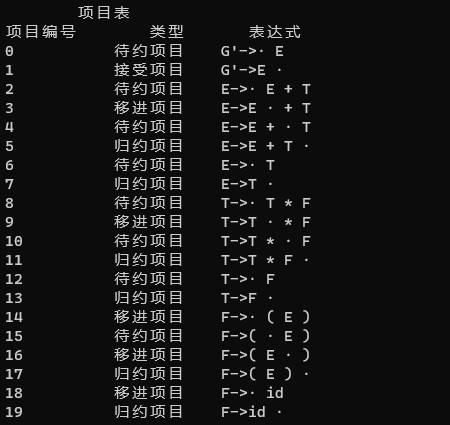 项目表
项目编号 类型 表达式
0 待约项目 G'->· E
1 接受项目 G'->E ·
2 待约项目 E->· E + T
3 移进项目 E->E · + T
4 待约项目 E->E + · T
5 归约项目 E->E + T ·
6 待约项目 E->· T
7 归约项目 E->T ·
8 待约项目 T->· T * F
9 移进项目 T->T · * F
10 待约项目 T->T * · F
11 归约项目 T->T * F ·
12 待约项目 T->· F
13 归约项目 T->F ·
14 移进项目 F->· ( E )
15 待约项目 F->( · E )
16 移进项目 F->( E · )
17 归约项目 F->( E ) ·
18 移进项目 F->· id
19 归约项目 F->id ·